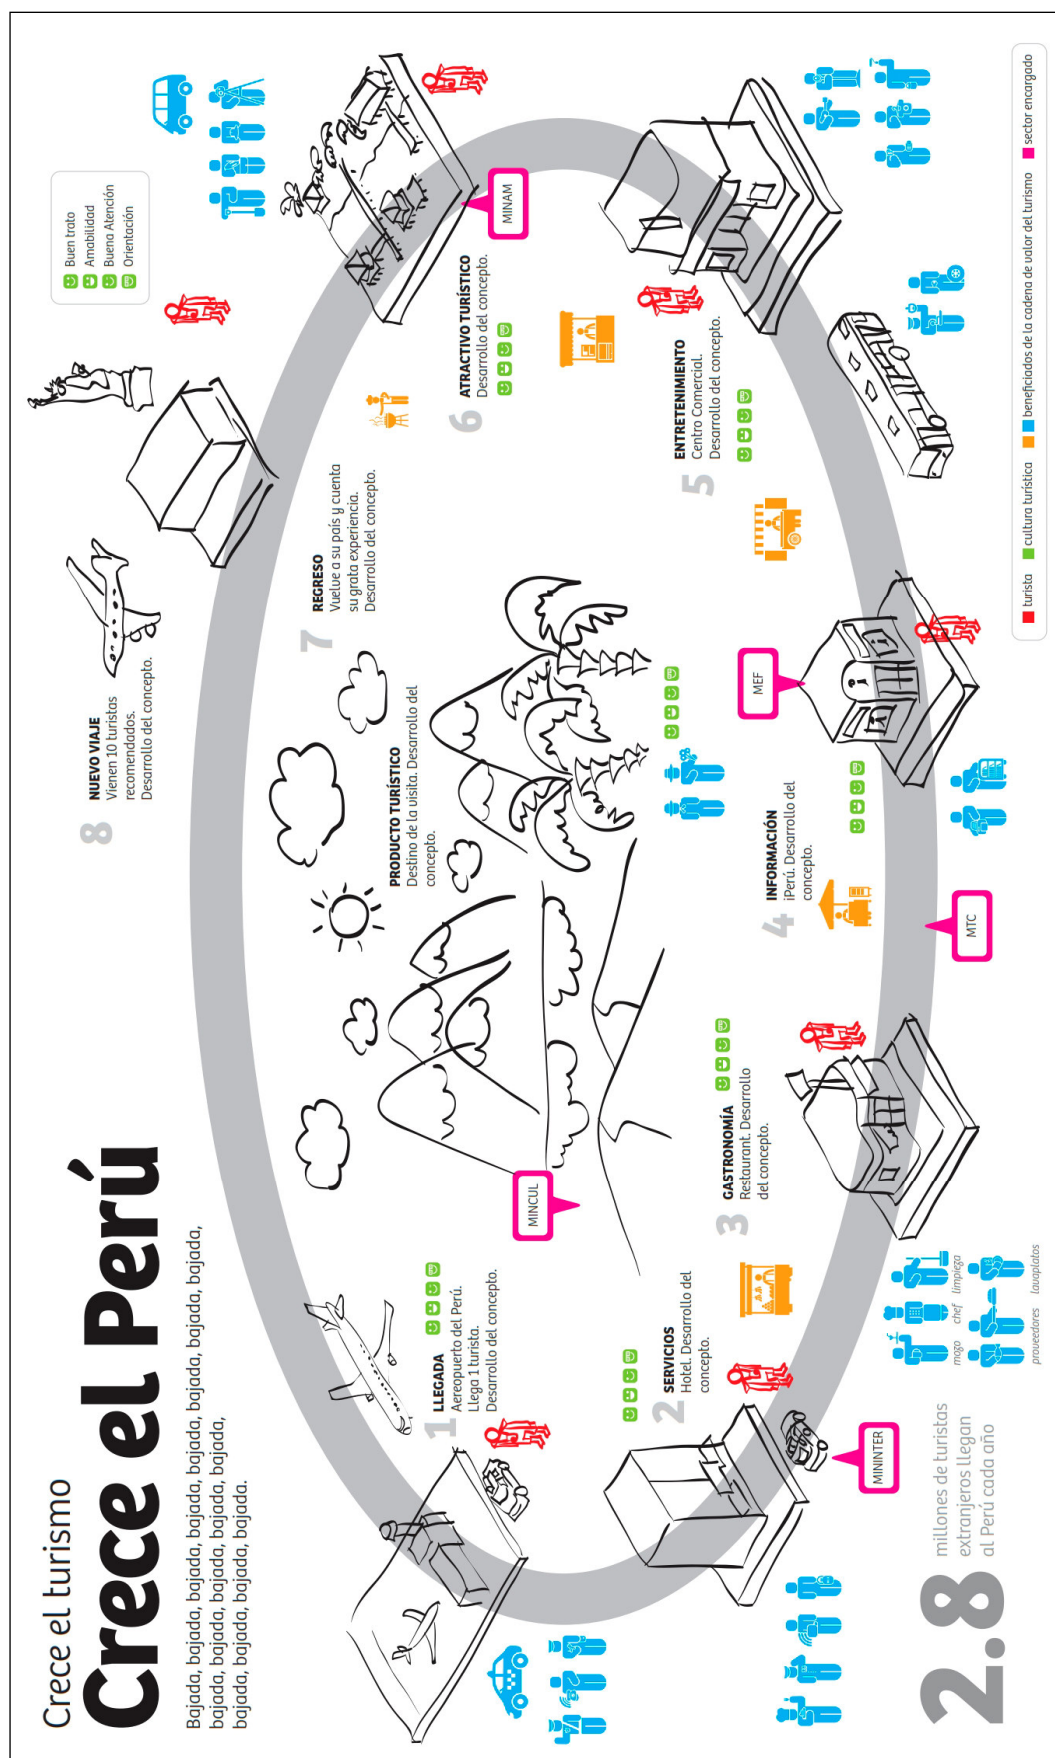 Crece el turismo
Crece el Perú
Bajada, bajada, bajada, bajada, bajada, bajada, bajada, bajada,
bajada, bajada, bajada, bajada, bajada,
bajada, bajada, bajada, bajada.
1
LLEGADA
Aereopuerto del Perú.
Llega 1 turista.
Desarrollo del concepto.
2
SERVICIOS
Hotel. Desarrollo del
concepto.
MININTER
3
GASTRONOMÍA
Restaurant. Desarrollo
del concepto.
mozo
chef
limpieza
proveedores
lavaplatos
MINCUL
MTC
4
INFORMACIÓN
iPerú. Desarrollo del
concepto.
MEF
5
ENTRETENIMIENTO
Centro Comercial.
Desarrollo del concepto.
6
ATRACTIVO TURÍSTICO
Desarrollo del concepto.
MINAM
7
REGRESO
Vuelve a su país y cuenta
su grata experiencia.
Desarrollo del concepto.
8
NUEVO VIAJE
Vienen 10 turistas
recomendados.
Desarrollo del concepto.
PRODUCTO TURÍSTICO
Destino de la visita. Desarrollo del
concepto.
Buen trato
Amabilidad
Buena Atención
Orientación
2.8
millones de turistas
extranjeros llegan
al Perú cada año
turista
cultura turística
beneficiados de la cadena de valor del turismo
sector encargado